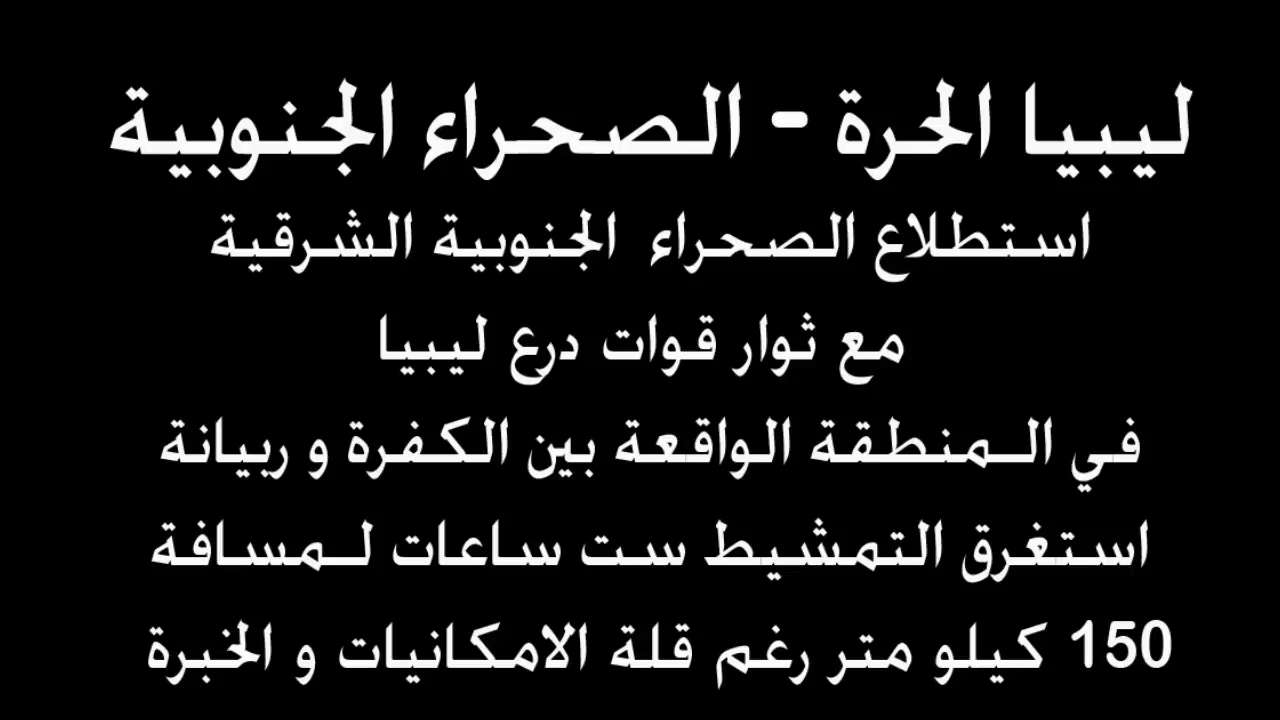 ليبيا الحرة - الصحراء الجنوبية
استطلاع الصحراء الجنوبية الشرقية
مع ثوار قوات درع ليبيا
في المنطقة الواقعة بين الكفرة و ربيانة
استغرق التمشيط ست ساعات لمسافة
150 كيلو متر رغم قلة الامكانيات و الخبرة